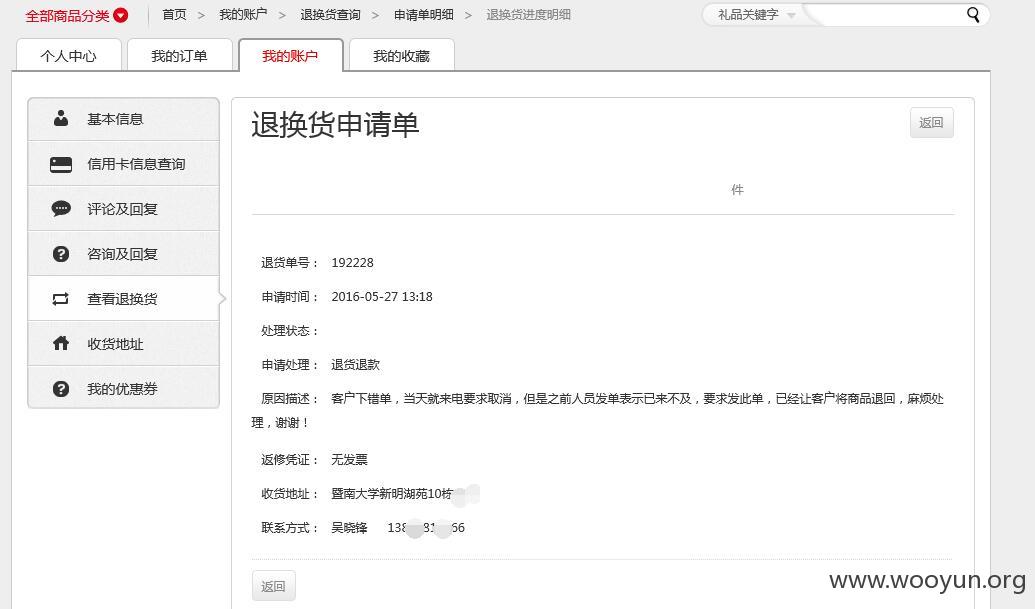 全部商品分类 首页 > 我的账户 > 退换货查询 > 申请单明细 > 退换货进度明细 礼品关键字
个人中心 我的订单 我的账户 我的收藏
基本信息
信用卡信息查询
评论及回复
咨询及回复
查看退换货
收货地址
我的优惠券
退换货申请单 返回
件
退货单号： 192228
申请时间： 2016-05-27 13:18
处理状态：
申请处理： 退货退款
原因描述： 客户下错单，当天就来电要求取消，但是之前人员发单表示已来不及，要求发此单，已经让客户将商品退回，麻烦处
理，谢谢！
返修凭证： 无发票
收货地址： 暨南大学新明湖苑10栋
联系方式： 吴晓锋 138 81 66
返回
www.wooyun.org